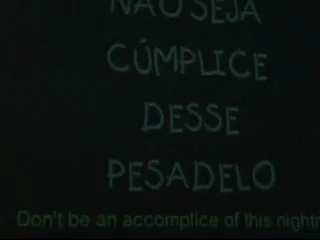 NÃO SEJA
CÚMPLICE
DESSE
PESADELO
Don't be an accomplice of this